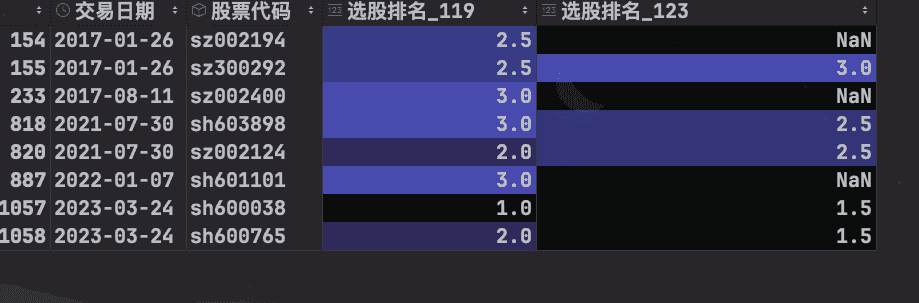 交易日期 股票代码 选股排名_119 选股排名_123
154 2017-01-26 sz002194 2.5 NaN
155 2017-01-26 sz300292 2.5 3.0
233 2017-08-11 sz002400 3.0 NaN
818 2021-07-30 sh603898 3.0 2.5
820 2021-07-30 sz002124 2.0 2.5
887 2022-01-07 sh601101 3.0 NaN
1057 2023-03-24 sh600038 1.0 1.5
1058 2023-03-24 sh600765 2.0 1.5